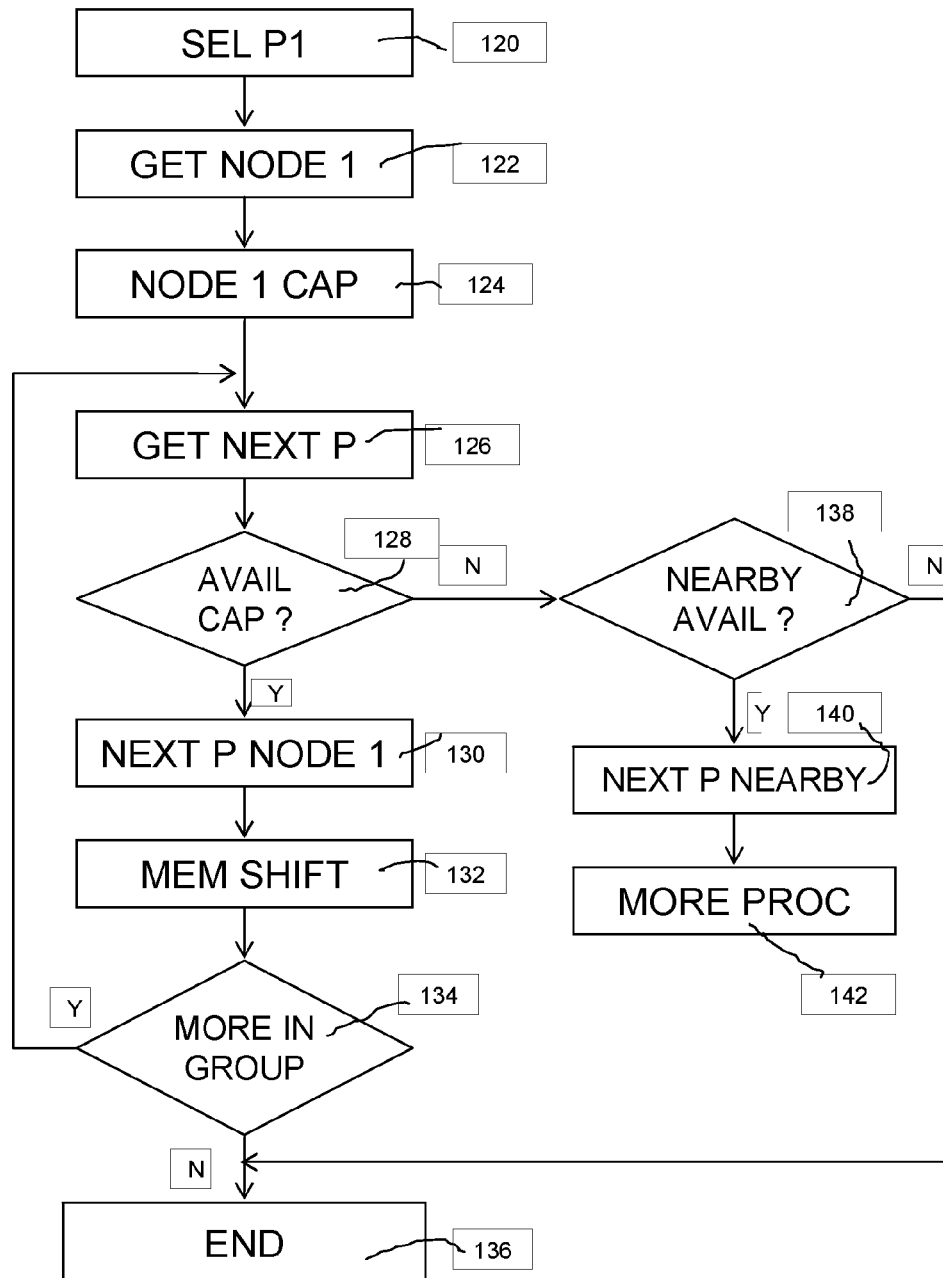 SEL P1
120
GET NODE 1
122
NODE 1 CAP
124
GET NEXT P
126
AVAIL
CAP ?
128
N
NEARBY
AVAIL ?
138
N
Y
NEXT P NODE 1
130
Y
140
NEXT P NEARBY
MEM SHIFT
132
MORE PROC
142
Y
MORE IN
GROUP
134
N
END
136